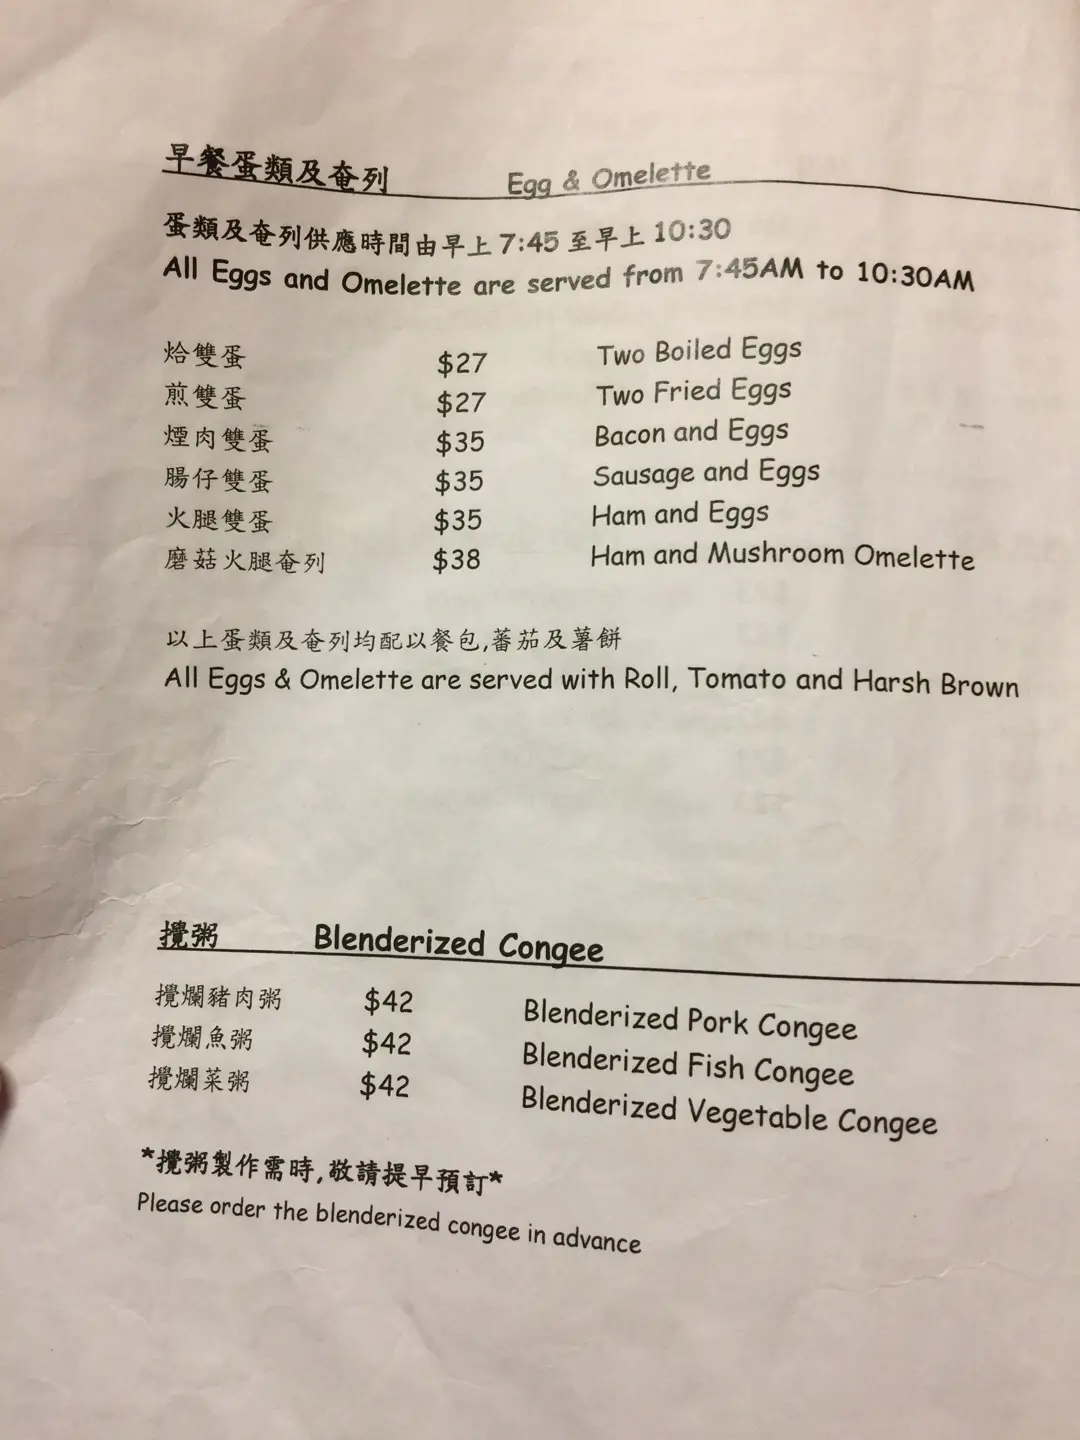 早餐蛋類及奄列 Egg & Omelette
蛋類及奄列供應時間由早上 7:45 至早上 10:30
All Eggs and Omelette are served from 7:45AM to 10:30AM
烚雙蛋 $27 Two Boiled Eggs
煎雙蛋 $27 Two Fried Eggs
煙肉雙蛋 $35 Bacon and Eggs
腸仔雙蛋 $35 Sausage and Eggs
火腿雙蛋 $35 Ham and Eggs
磨菇火腿奄列 $38 Ham and Mushroom Omelette
以上蛋類及奄列均配以餐包,蕃茄及薯餅
All Eggs & Omelette are served with Roll, Tomato and Harsh Brown
攪粥 Blenderized Congee
攪爛豬肉粥 $42 Blenderized Pork Congee
攪爛魚粥 $42 Blenderized Fish Congee
攪爛菜粥 $42 Blenderized Vegetable Congee
*攪粥製作需時,敬請提早預訂*
Please order the blenderized congee in advance